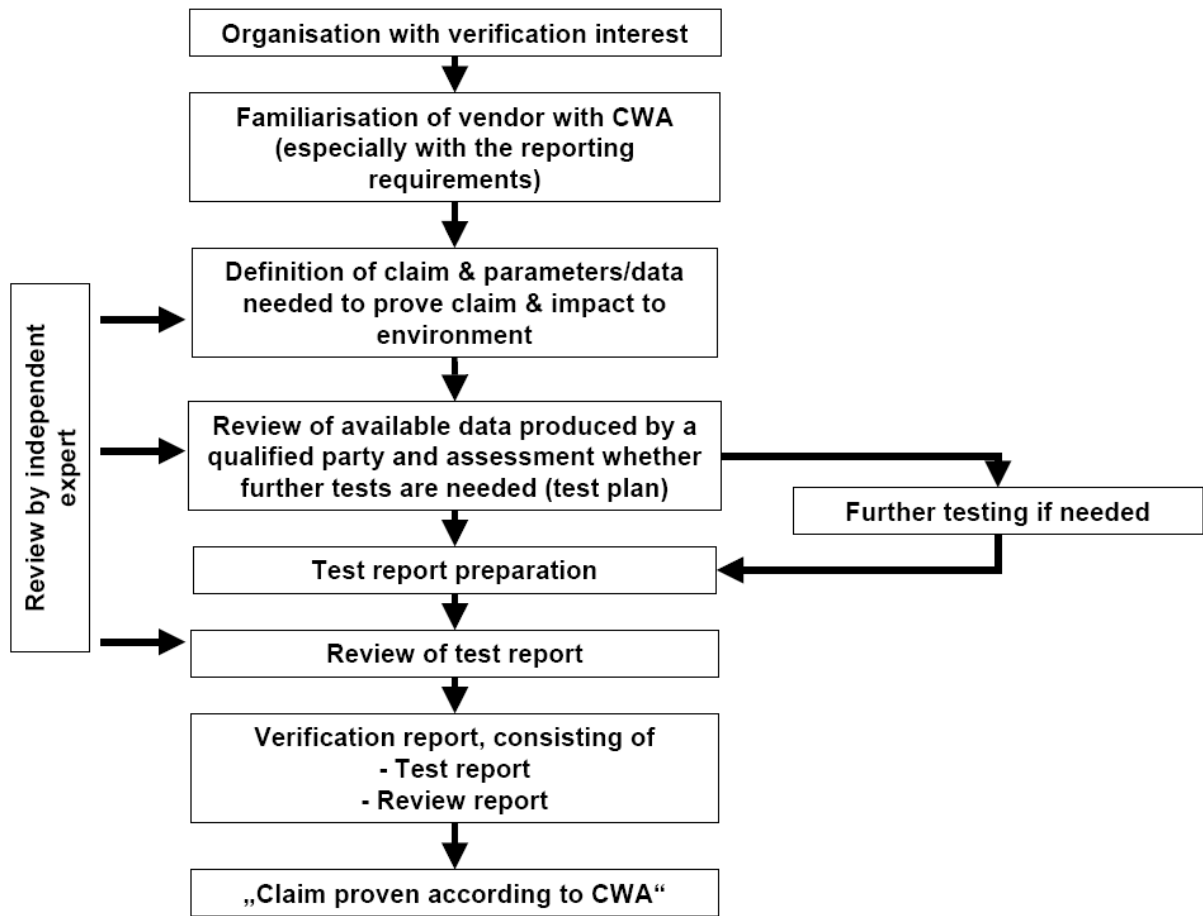 Organisation with verification interest
Familiarisation of vendor with CWA
(especially with the reporting
requirements)
Definition of claim & parameters/data
needed to prove claim & impact to
environment
Review by independent
expert
Review of available data produced by a
qualified party and assessment whether
further tests are needed (test plan)
Further testing if needed
Test report preparation
Review of test report
Verification report, consisting of
- Test report
- Review report
„Claim proven according to CWA“